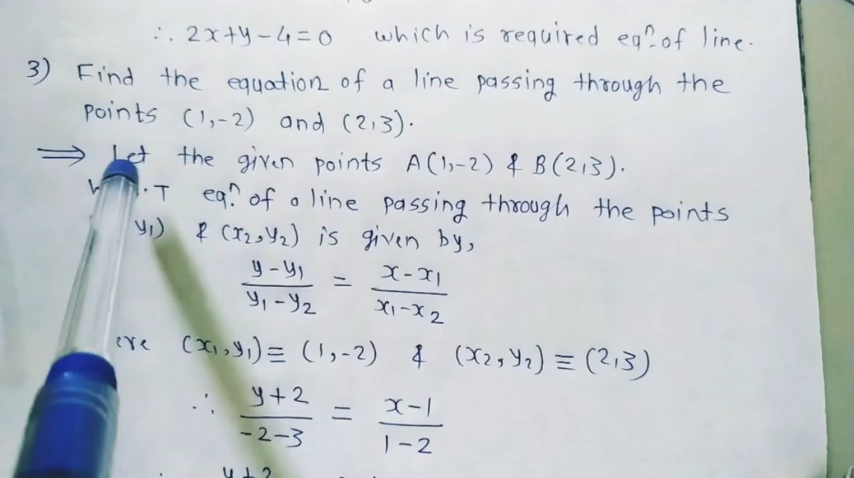 ∴ 2x+y-4=0 which is required eqn. of line.
3) Find the equation of a line passing through the
points (1,-2) and (2,3).
⇒ Let the given points A(1,-2) & B(2,3).
.T eqn. of a line passing through the points
y₁) & (x₂,y₂) is given by,
y-y₁ / y₁-y₂ = x-x₁ / x₁-x₂
ere (x₁,y₁) ≡ (1,-2) & (x₂,y₂) ≡ (2,3)
∴ y+2 / -2-3 = x-1 / 1-2
y+2